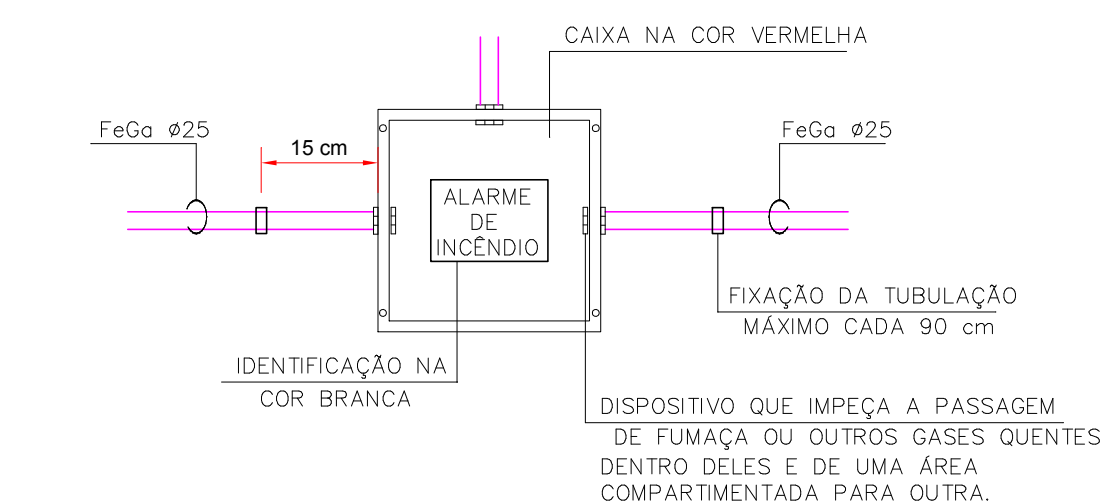 CAIXA NA COR VERMELHA
FeGa ø25
15 cm
FeGa ø25
ALARME
DE
INCÊNDIO
FIXAÇÃO DA TUBULAÇÃO
MÁXIMO CADA 90 cm
IDENTIFICAÇÃO NA
COR BRANCA
DISPOSITIVO QUE IMPEÇA A PASSAGEM
DE FUMAÇA OU OUTROS GASES QUENTES
DENTRO DELES E DE UMA ÁREA
COMPARTIMENTADA PARA OUTRA.